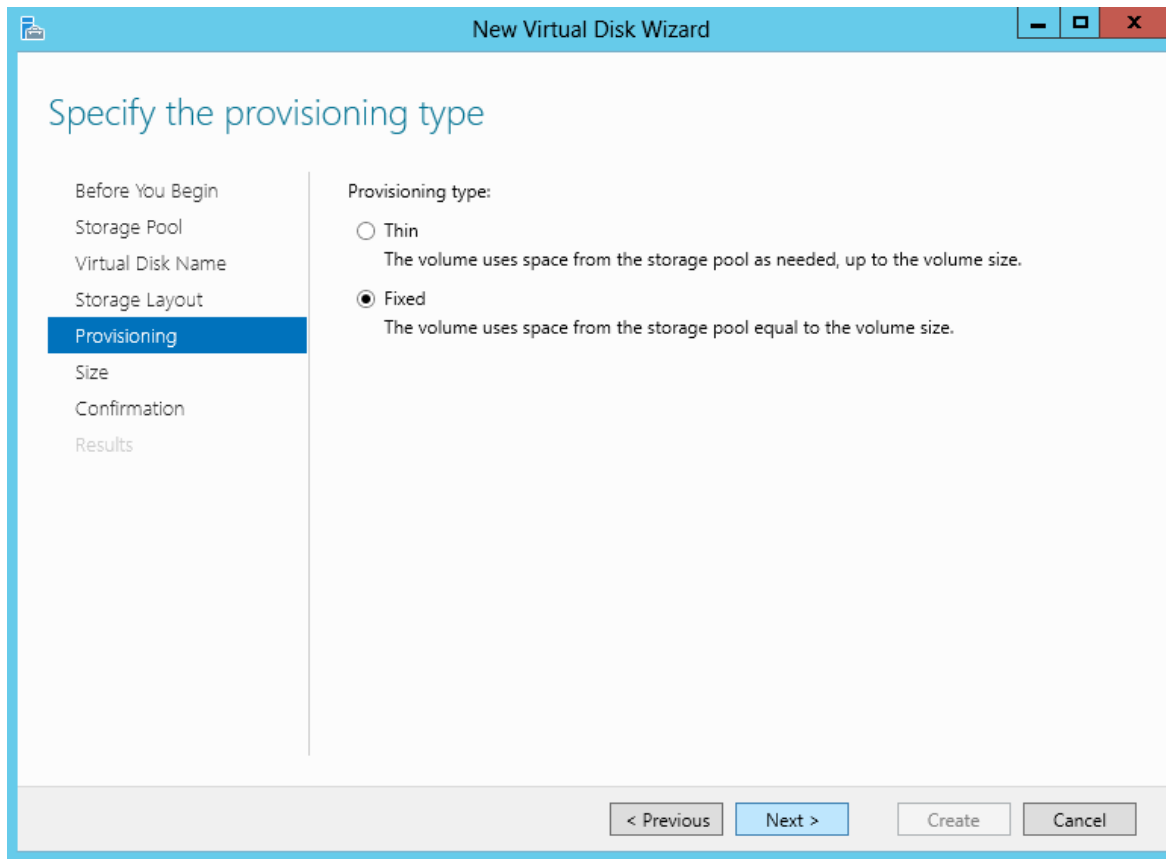 New Virtual Disk Wizard
Specify the provisioning type
Before You Begin
Storage Pool
Virtual Disk Name
Storage Layout
Provisioning
Size
Confirmation
Results
Provisioning type:
Thin
The volume uses space from the storage pool as needed, up to the volume size.
Fixed
The volume uses space from the storage pool equal to the volume size.
< Previous
Next >
Create
Cancel